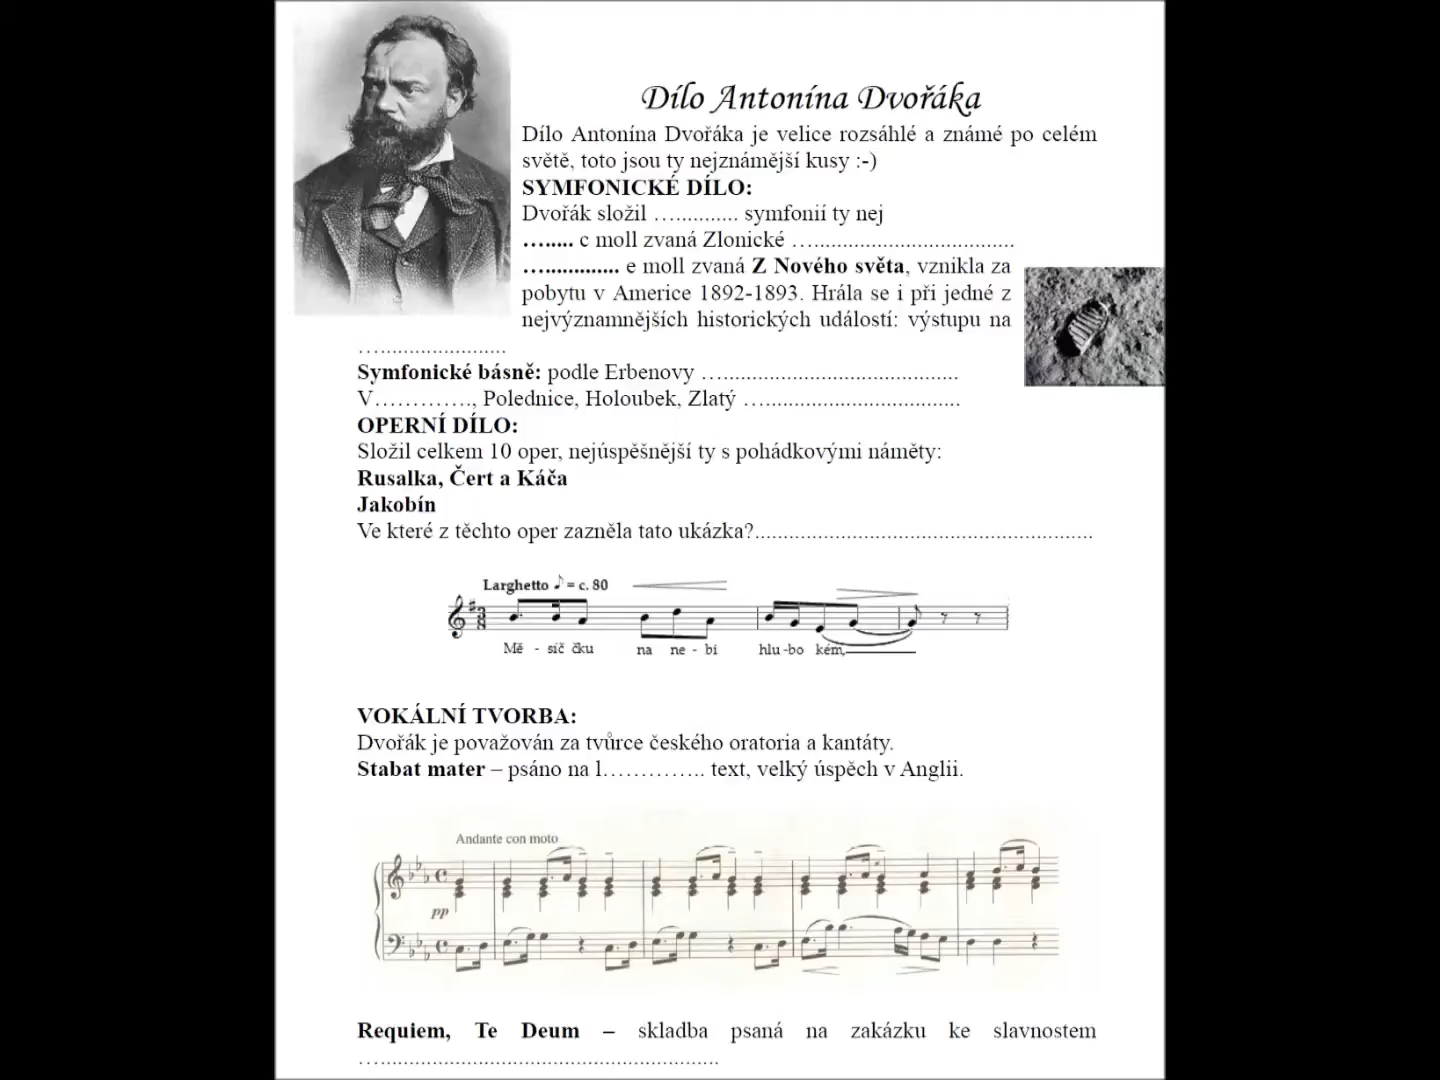 Dílo Antonína Dvořáka
Dílo Antonína Dvořáka je velice rozsáhlé a známé po celém
světě, toto jsou ty nejznámější kusy :-)
SYMFONICKÉ DÍLO:
Dvořák složil …........... symfonií ty nej
…..... c moll zvaná Zlonické ….....................................
…............. e moll zvaná Z Nového světa, vznikla za
pobytu v Americe 1892-1893. Hrála se i při jedné z
nejvýznamnějších historických událostí: výstupu na
…......................
Symfonické básně: podle Erbenovy …..........................................
V…………., Polednice, Holoubek, Zlatý …...................................
OPERNÍ DÍLO:
Složil celkem 10 oper, nejúspěšnější ty s pohádkovými náměty:
Rusalka, Čert a Káča
Jakobín
Ve které z těchto oper zazněla tato ukázka?............................................................
Larghetto ♪ = c. 80
3 8
Mě - síč čku na ne - bi hlu - bo kém,
VOKÁLNÍ TVORBA:
Dvořák je považován za tvůrce českého oratoria a kantáty.
Stabat mater – psáno na l………….. text, velký úspěch v Anglii.
Andante con moto
pp
Requiem, Te Deum – skladba psaná na zakázku ke slavnostem
…............................................................